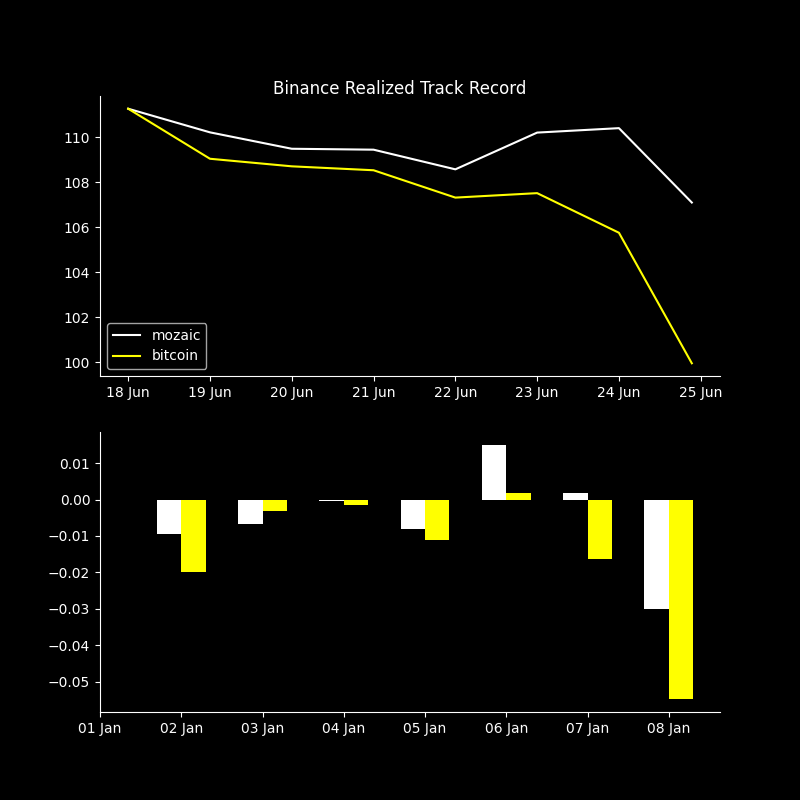 Binance Realized Track Record
110
108
106
104
102
100
mozaic
bitcoin
18 Jun 19 Jun 20 Jun 21 Jun 22 Jun 23 Jun 24 Jun 25 Jun
0.01
0.00
−0.01
−0.02
−0.03
−0.04
−0.05
01 Jan 02 Jan 03 Jan 04 Jan 05 Jan 06 Jan 07 Jan 08 Jan